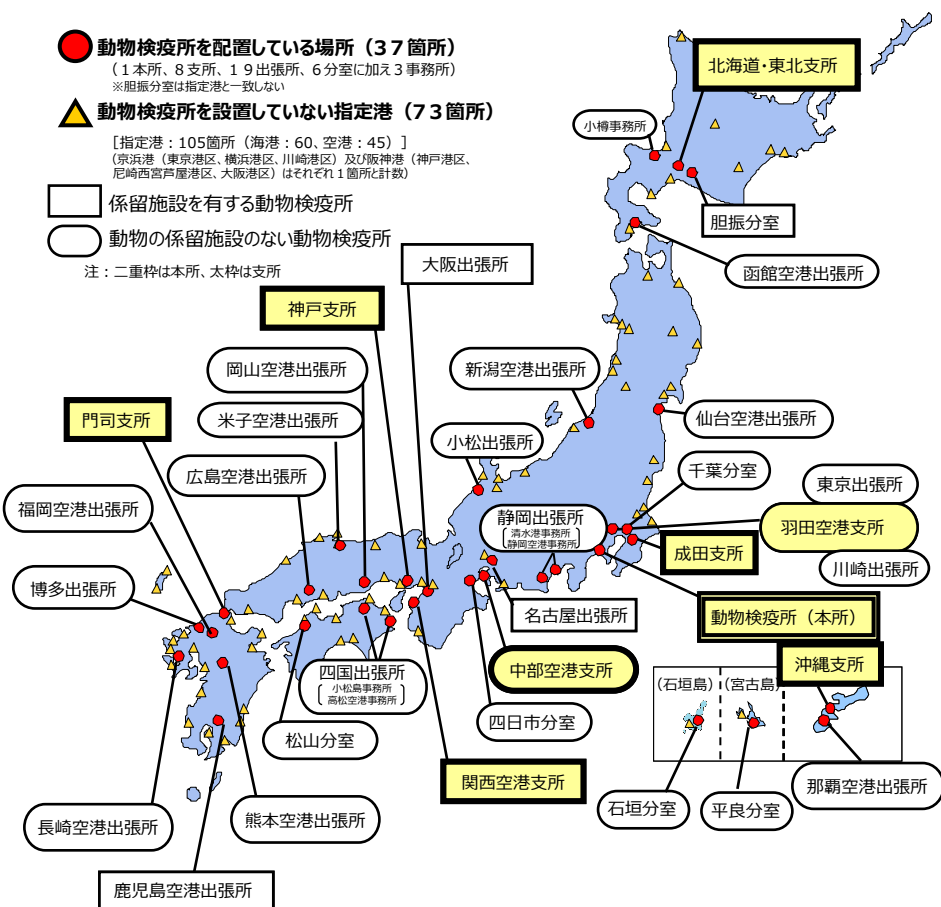 動物検疫所を配置している場所（３７箇所）
（１本所、８支所、１９出張所、６分室に加え３事務所）
※胆振分室は指定港と一致しない
動物検疫所を設置していない指定港（７３箇所）
［指定港：105箇所（海港：60、空港：45）］
（京浜港（東京港区、横浜港区、川崎港区）及び阪神港（神戸港区、
尼崎西宮芦屋港区、大阪港区）はそれぞれ１箇所と計数）
係留施設を有する動物検疫所
動物の係留施設のない動物検疫所
注：二重枠は本所、太枠は支所
北海道・東北支所
小樽事務所
胆振分室
函館空港出張所
大阪出張所
神戸支所
岡山空港出張所
新潟空港出張所
門司支所
米子空港出張所
仙台空港出張所
小松出張所
広島空港出張所
千葉分室
東京出張所
福岡空港出張所
静岡出張所
清水港事務所
静岡空港事務所
羽田空港支所
成田支所
川崎出張所
博多出張所
名古屋出張所
動物検疫所（本所）
中部空港支所
沖縄支所
四国出張所
小松島事務所
高松空港事務所
（石垣島）
（宮古島）
四日市分室
松山分室
関西空港支所
那覇空港出張所
石垣分室
平良分室
長崎空港出張所
熊本空港出張所
鹿児島空港出張所